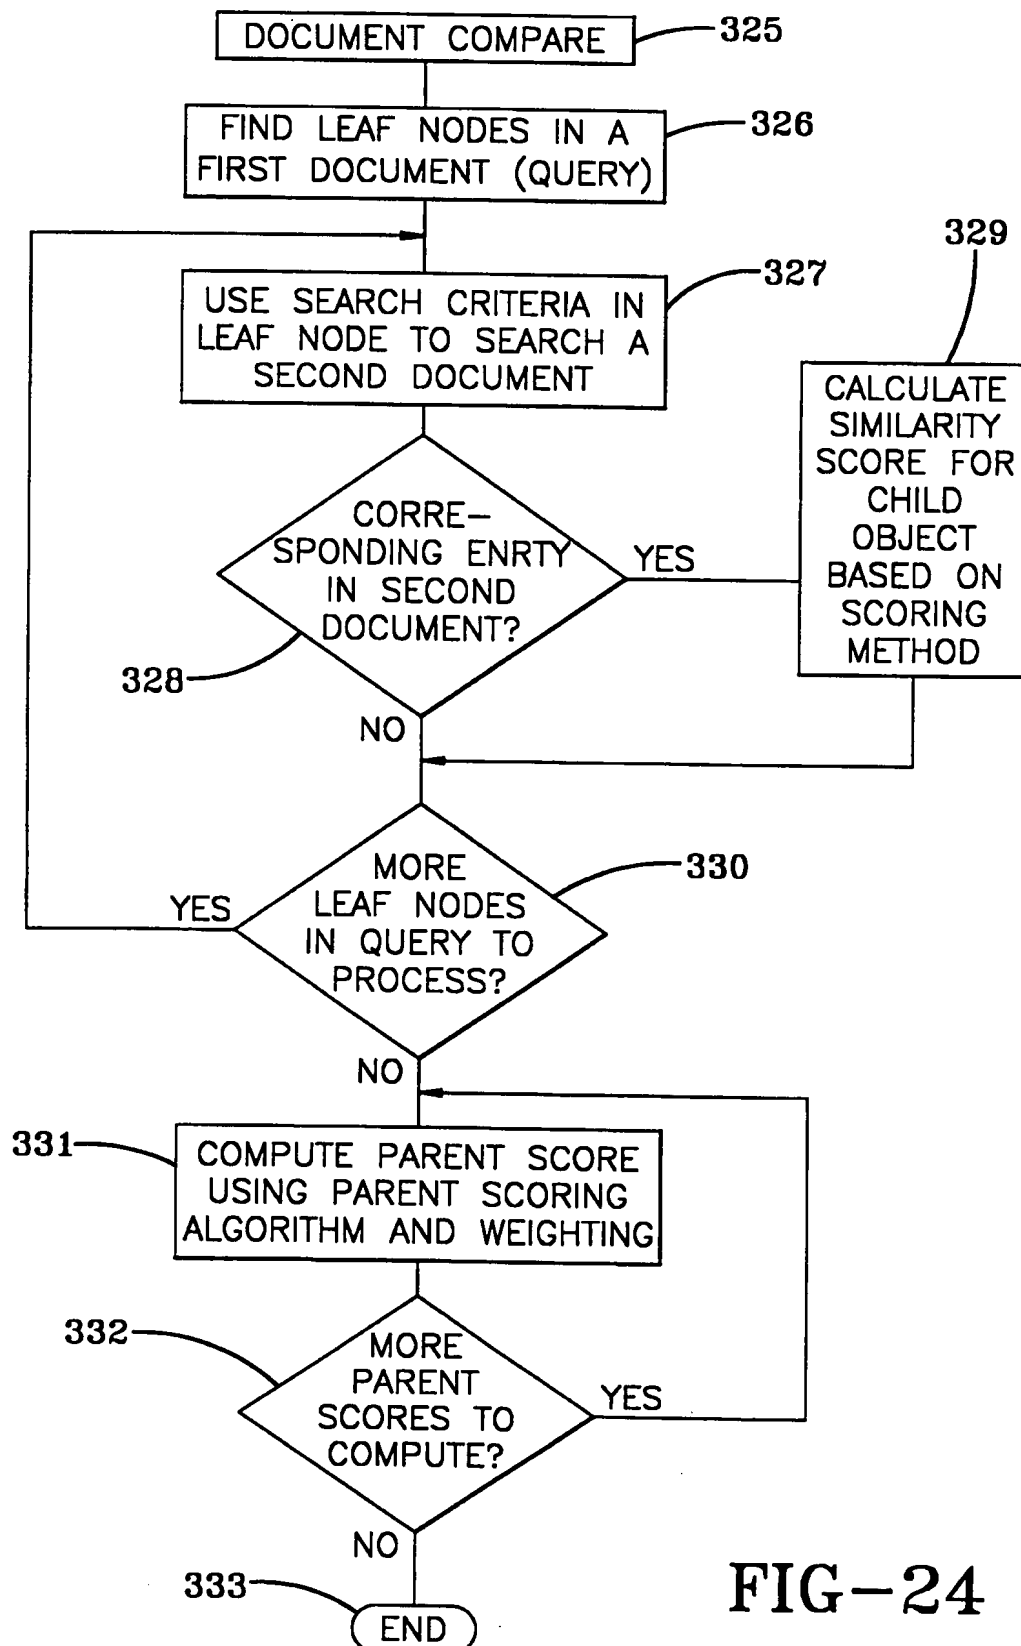 DOCUMENT COMPARE
325
FIND LEAF NODES IN A
FIRST DOCUMENT (QUERY)
326
USE SEARCH CRITERIA IN
LEAF NODE TO SEARCH A
SECOND DOCUMENT
327
329
CALCULATE
SIMILARITY
SCORE FOR
CHILD
OBJECT
BASED ON
SCORING
METHOD
CORRE-
SPONDING ENRTY
IN SECOND
DOCUMENT?
YES
328
NO
MORE
LEAF NODES
IN QUERY TO
PROCESS?
330
YES
NO
331
COMPUTE PARENT SCORE
USING PARENT SCORING
ALGORITHM AND WEIGHTING
332
MORE
PARENT
SCORES TO
COMPUTE?
YES
NO
333
END
FIG-24